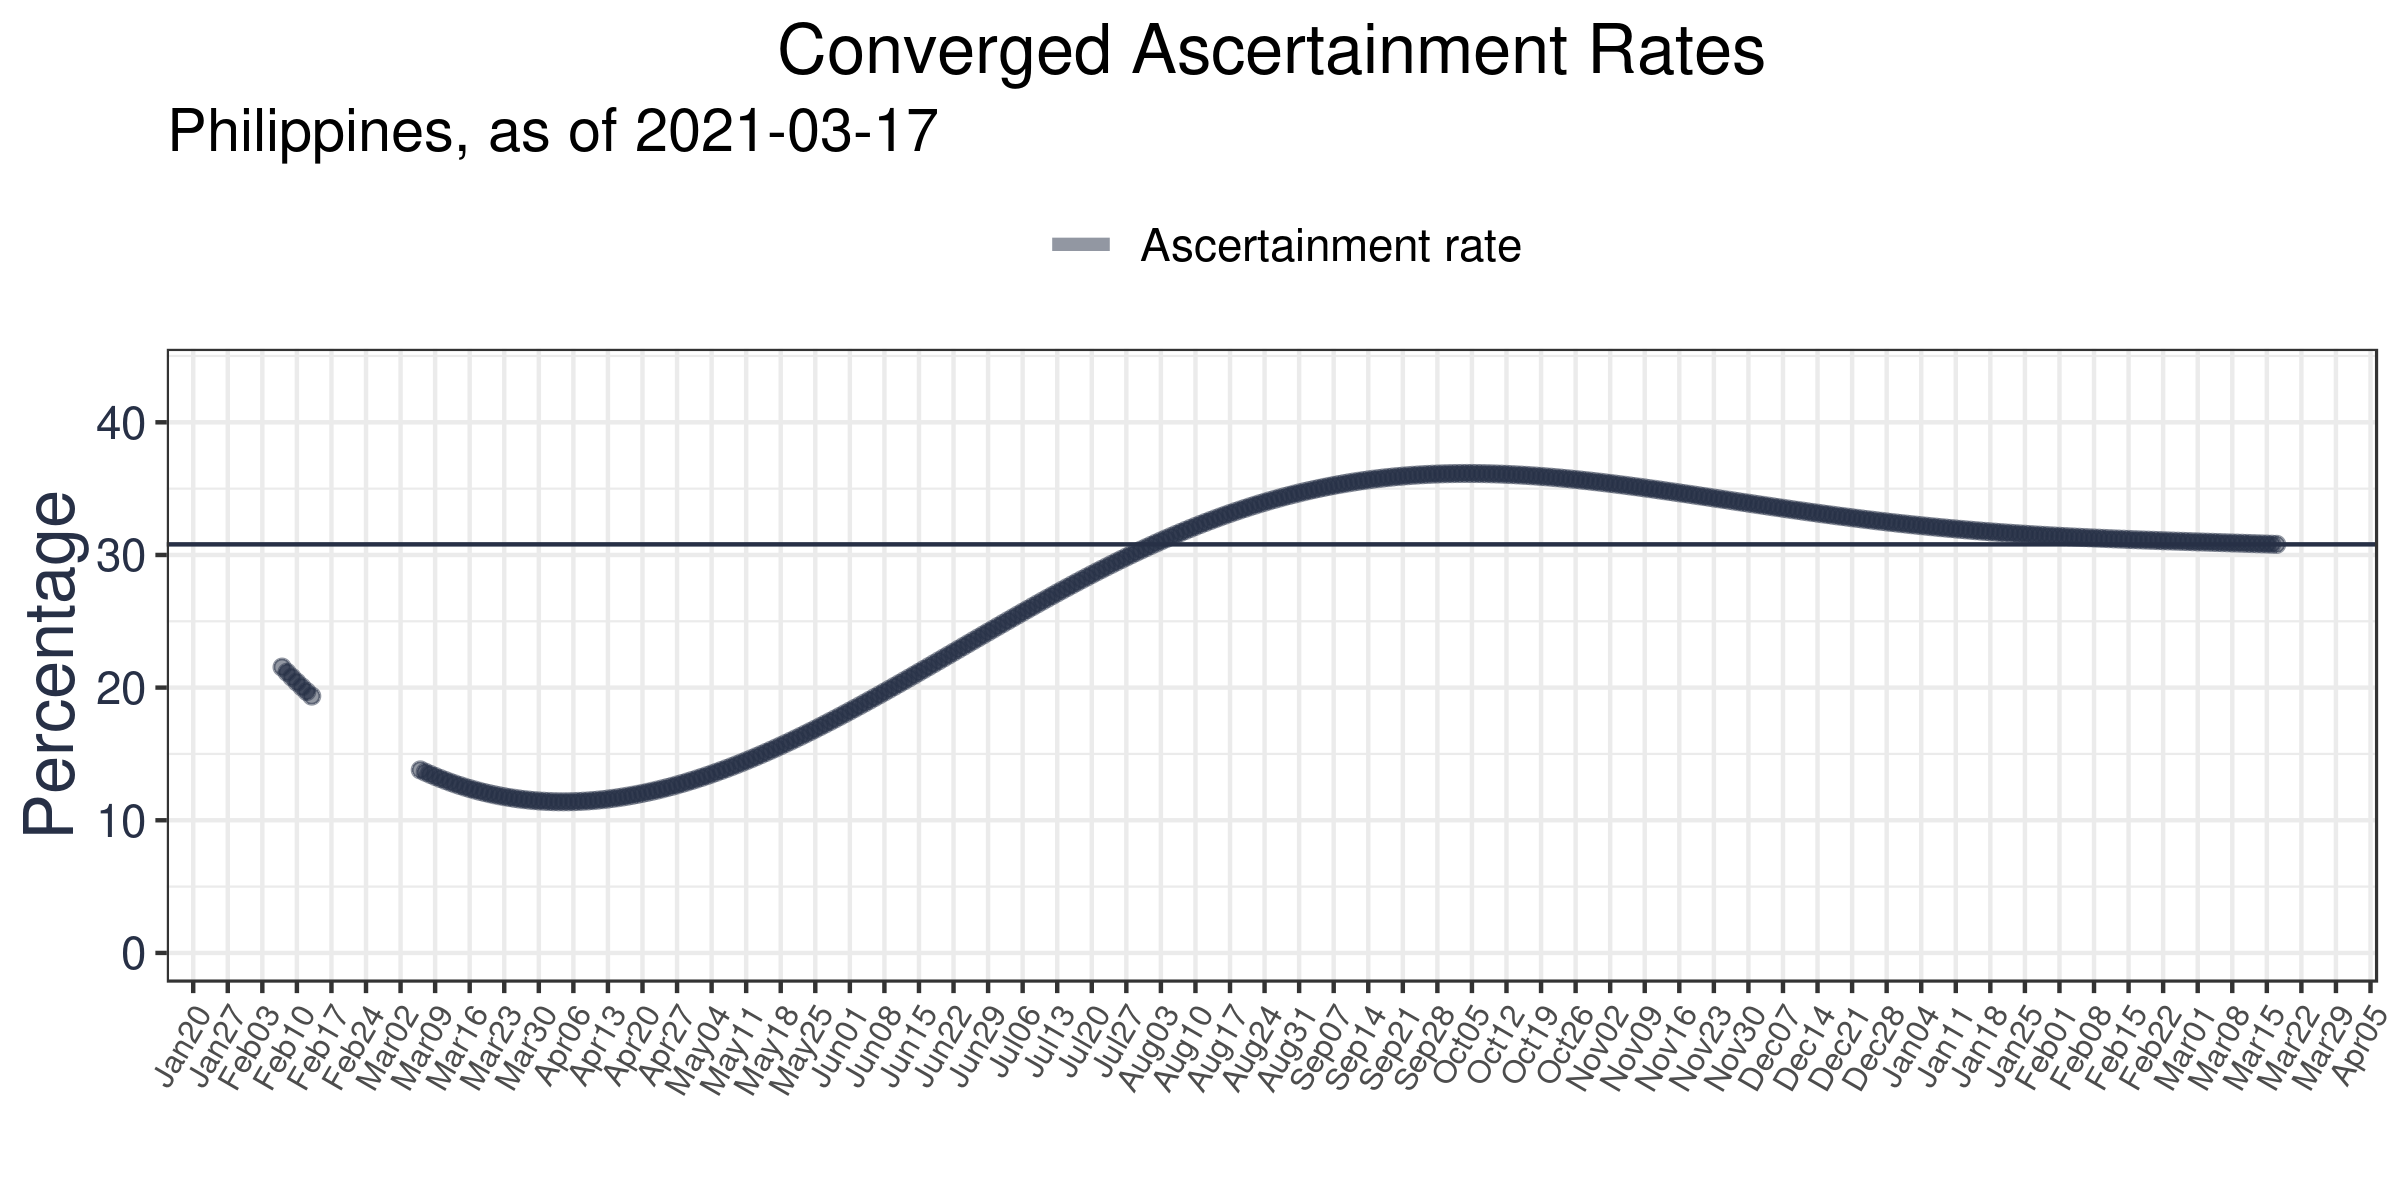 Converged Ascertainment Rates
Philippines, as of 2021-03-17
Ascertainment rate
Percentage
40
30
20
10
0
Jan20
Jan27
Feb03
Feb10
Feb17
Feb24
Mar02
Mar09
Mar16
Mar23
Mar30
Apr06
Apr13
Apr20
Apr27
May04
May11
May18
May25
Jun01
Jun08
Jun15
Jun22
Jun29
Jul06
Jul13
Jul20
Jul27
Aug03
Aug10
Aug17
Aug24
Aug31
Sep07
Sep14
Sep21
Sep28
Oct05
Oct12
Oct19
Oct26
Nov02
Nov09
Nov16
Nov23
Nov30
Dec07
Dec14
Dec21
Dec28
Jan04
Jan11
Jan18
Jan25
Feb01
Feb08
Feb15
Feb22
Mar01
Mar08
Mar15
Mar22
Mar29
Apr05